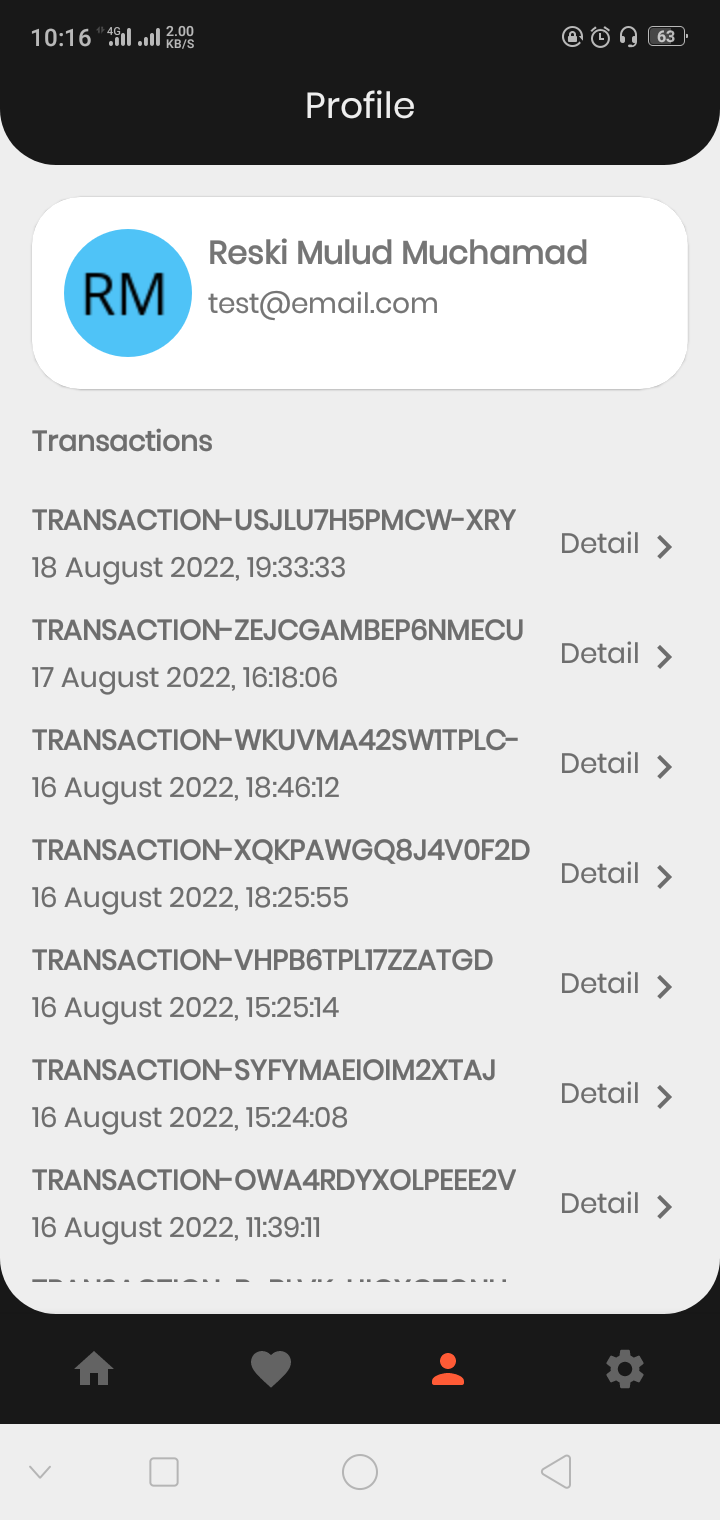 10:16 4G 2.00 KB/S 63
Profile
RM
Reski Mulud Muchamad
test@email.com
Transactions
TRANSACTION-USJLU7H5PMCW-XRY
18 August 2022, 19:33:33
Detail
TRANSACTION-ZEJCGAMBEP6NMECU
17 August 2022, 16:18:06
Detail
TRANSACTION-WKUVMA42SW1TPLC-
16 August 2022, 18:46:12
Detail
TRANSACTION-XQKPAWGQ8J4V0F2D
16 August 2022, 18:25:55
Detail
TRANSACTION-VHPB6TPL17ZZATGD
16 August 2022, 15:25:14
Detail
TRANSACTION-SYFYMAEIOIM2XTAJ
16 August 2022, 15:24:08
Detail
TRANSACTION-OWA4RDYXOLPEEE2V
16 August 2022, 11:39:11
Detail